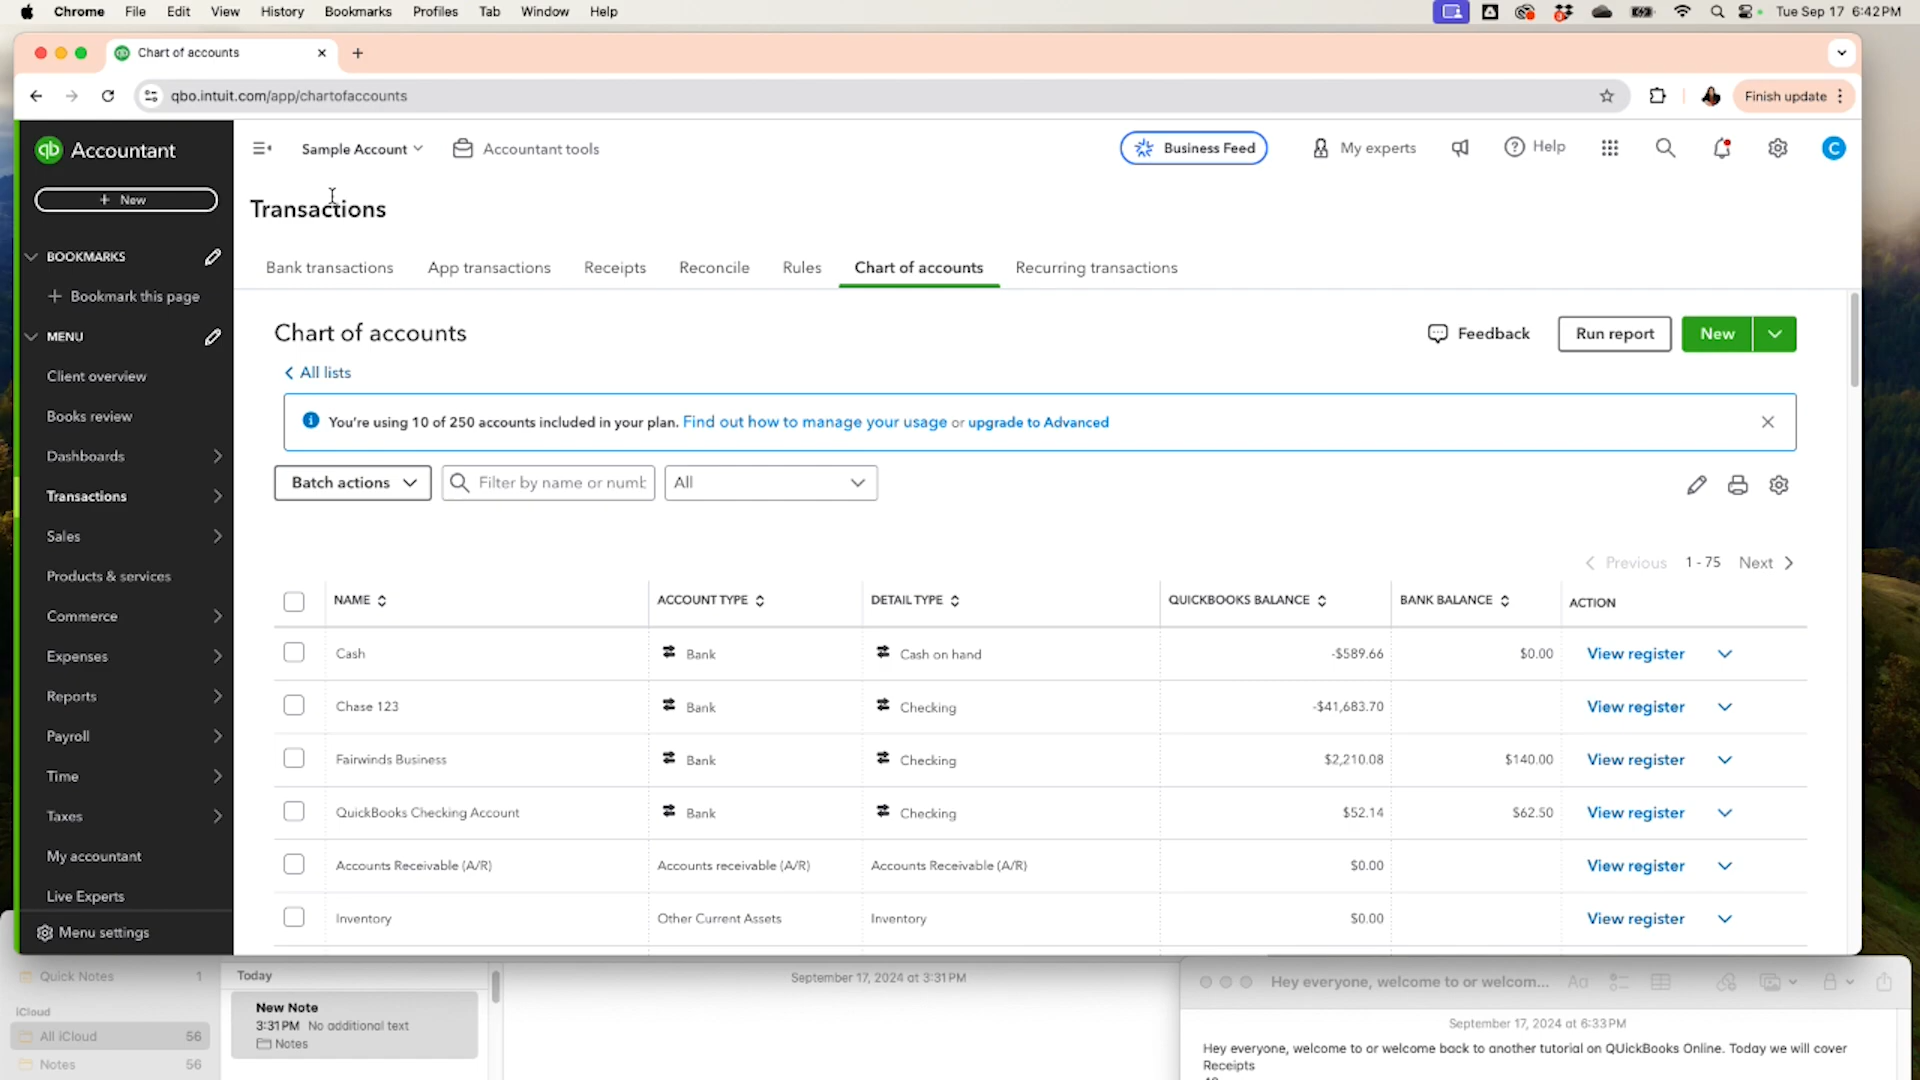 Chrome File Edit View History Bookmarks Profiles Tab Window Help Tue Sep 17 6:42 PM
Chart of accounts
qbo.intuit.com/app/chartofaccounts Finish update
qb Accountant
Sample Account Accountant tools Business Feed My experts Help C
+ New
Transactions
BOOKMARKS
+ Bookmark this page
MENU
Client overview
Books review
Dashboards
Transactions
Sales
Products & services
Commerce
Expenses
Reports
Payroll
Time
Taxes
My accountant
Live Experts
Menu settings
Bank transactions App transactions Receipts Reconcile Rules Chart of accounts Recurring transactions
Chart of accounts Feedback Run report New
All lists
You're using 10 of 250 accounts included in your plan. Find out how to manage your usage or upgrade to Advanced
Batch actions Filter by name or numb All
Previous 1 - 75 Next
NAME ACCOUNT TYPE DETAIL TYPE QUICKBOOKS BALANCE BANK BALANCE ACTION
Cash Bank Cash on hand -$589.66 $0.00 View register
Chase 123 Bank Checking -$41,683.70 View register
Fairwinds Business Bank Checking $2,210.08 $140.00 View register
QuickBooks Checking Account Bank Checking $52.14 $62.50 View register
Accounts Receivable (A/R) Accounts receivable (A/R) Accounts Receivable (A/R) $0.00 View register
Inventory Other Current Assets Inventory $0.00 View register
Quick Notes 1
iCloud
All iCloud 56
Notes 56
Today
New Note
3:31 PM No additional text
Notes
September 17, 2024 at 3:31PM
Hey everyone, welcome to or welcom... Aa
September 17, 2024 at 6:33PM
Hey everyone, welcome to or welcome back to another tutorial on QUickBooks Online. Today we will cover
Receipts